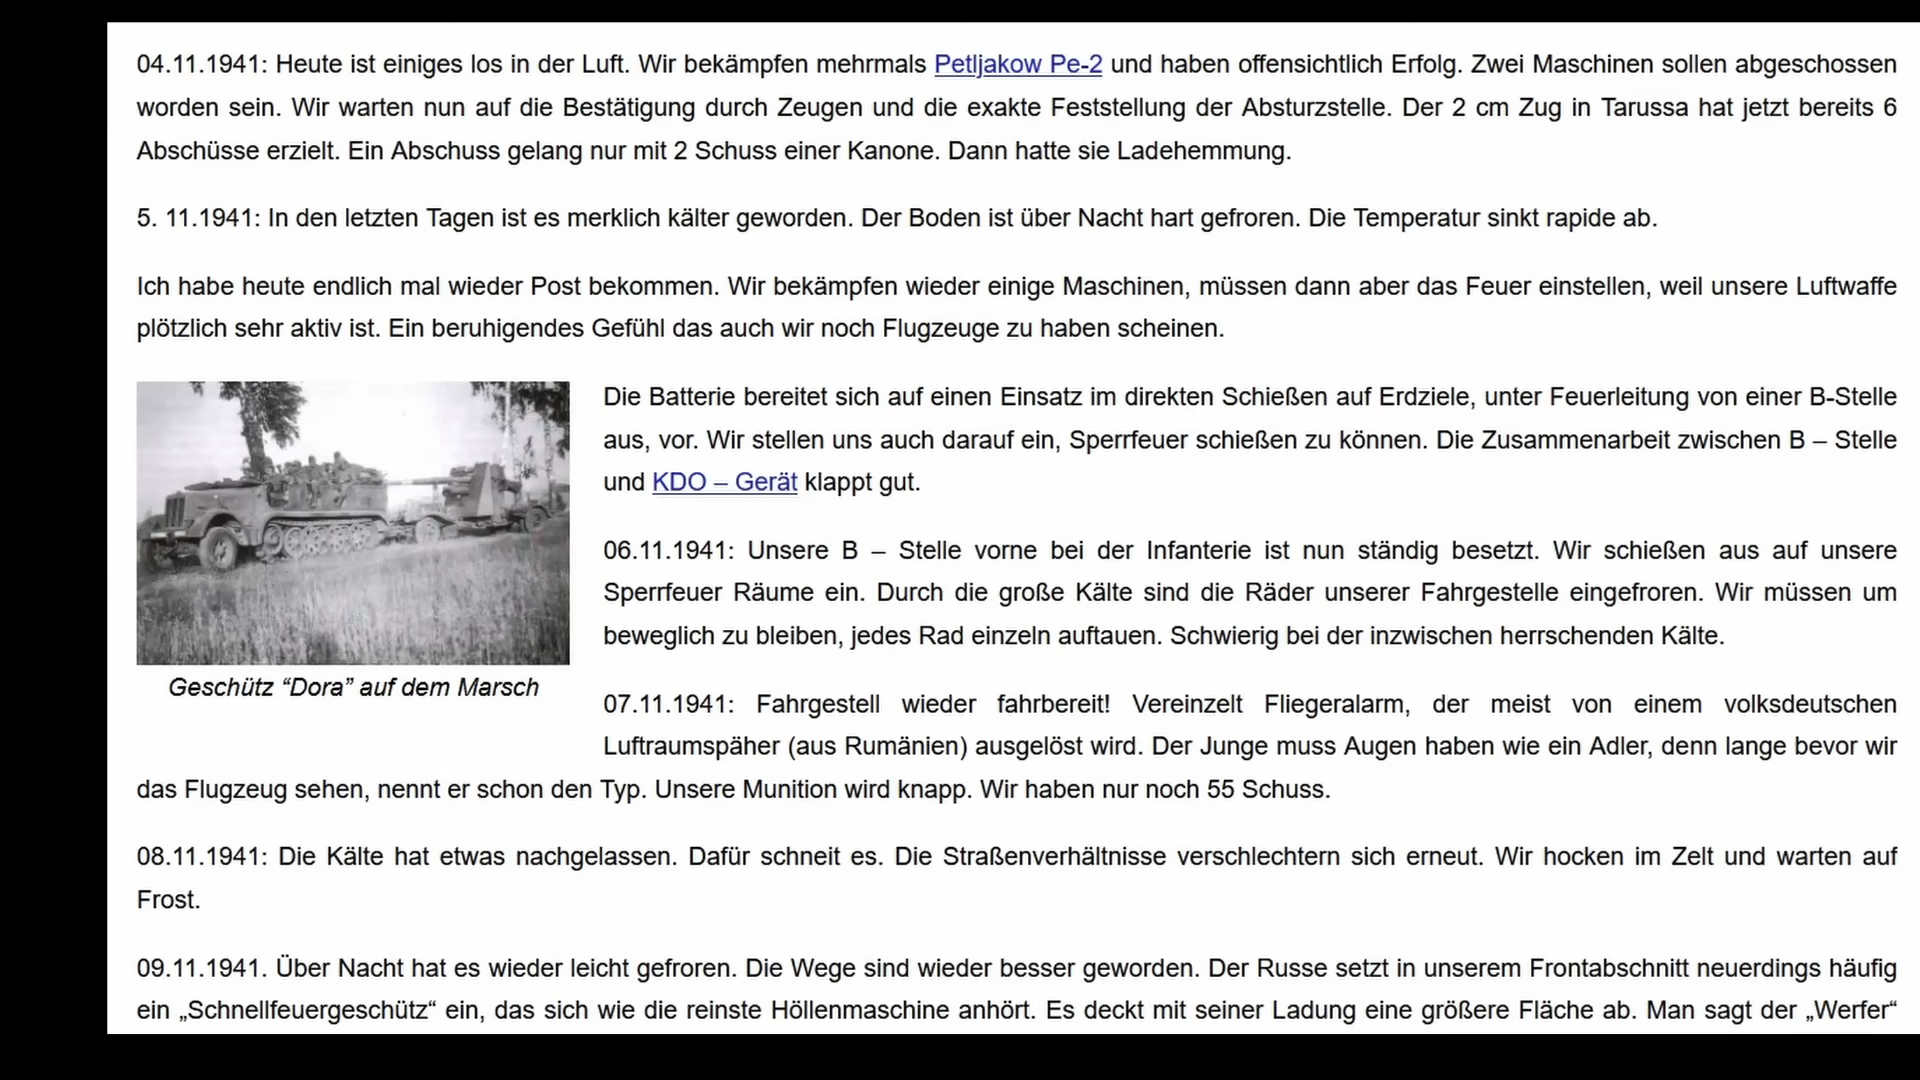 04.11.1941: Heute ist einiges los in der Luft. Wir bekämpfen mehrmals Petljakow Pe-2 und haben offensichtlich Erfolg. Zwei Maschinen sollen abgeschossen
worden sein. Wir warten nun auf die Bestätigung durch Zeugen und die exakte Feststellung der Absturzstelle. Der 2 cm Zug in Tarussa hat jetzt bereits 6
Abschüsse erzielt. Ein Abschuss gelang nur mit 2 Schuss einer Kanone. Dann hatte sie Ladehemmung.
5. 11.1941: In den letzten Tagen ist es merklich kälter geworden. Der Boden ist über Nacht hart gefroren. Die Temperatur sinkt rapide ab.
Ich habe heute endlich mal wieder Post bekommen. Wir bekämpfen wieder einige Maschinen, müssen dann aber das Feuer einstellen, weil unsere Luftwaffe
plötzlich sehr aktiv ist. Ein beruhigendes Gefühl das auch wir noch Flugzeuge zu haben scheinen.
Die Batterie bereitet sich auf einen Einsatz im direkten Schießen auf Erdziele, unter Feuerleitung von einer B-Stelle
aus, vor. Wir stellen uns auch darauf ein, Sperrfeuer schießen zu können. Die Zusammenarbeit zwischen B – Stelle
und KDO – Gerät klappt gut.
06.11.1941: Unsere B – Stelle vorne bei der Infanterie ist nun ständig besetzt. Wir schießen aus auf unsere
Sperrfeuer Räume ein. Durch die große Kälte sind die Räder unserer Fahrgestelle eingefroren. Wir müssen um
beweglich zu bleiben, jedes Rad einzeln auftauen. Schwierig bei der inzwischen herrschenden Kälte.
Geschütz “Dora” auf dem Marsch
07.11.1941: Fahrgestell wieder fahrbereit! Vereinzelt Fliegeralarm, der meist von einem volksdeutschen
Luftraumspäher (aus Rumänien) ausgelöst wird. Der Junge muss Augen haben wie ein Adler, denn lange bevor wir
das Flugzeug sehen, nennt er schon den Typ. Unsere Munition wird knapp. Wir haben nur noch 55 Schuss.
08.11.1941: Die Kälte hat etwas nachgelassen. Dafür schneit es. Die Straßenverhältnisse verschlechtern sich erneut. Wir hocken im Zelt und warten auf
Frost.
09.11.1941. Über Nacht hat es wieder leicht gefroren. Die Wege sind wieder besser geworden. Der Russe setzt in unserem Frontabschnitt neuerdings häufig
ein „Schnellfeuergeschütz“ ein, das sich wie die reinste Höllenmaschine anhört. Es deckt mit seiner Ladung eine größere Fläche ab. Man sagt der „Werfer“